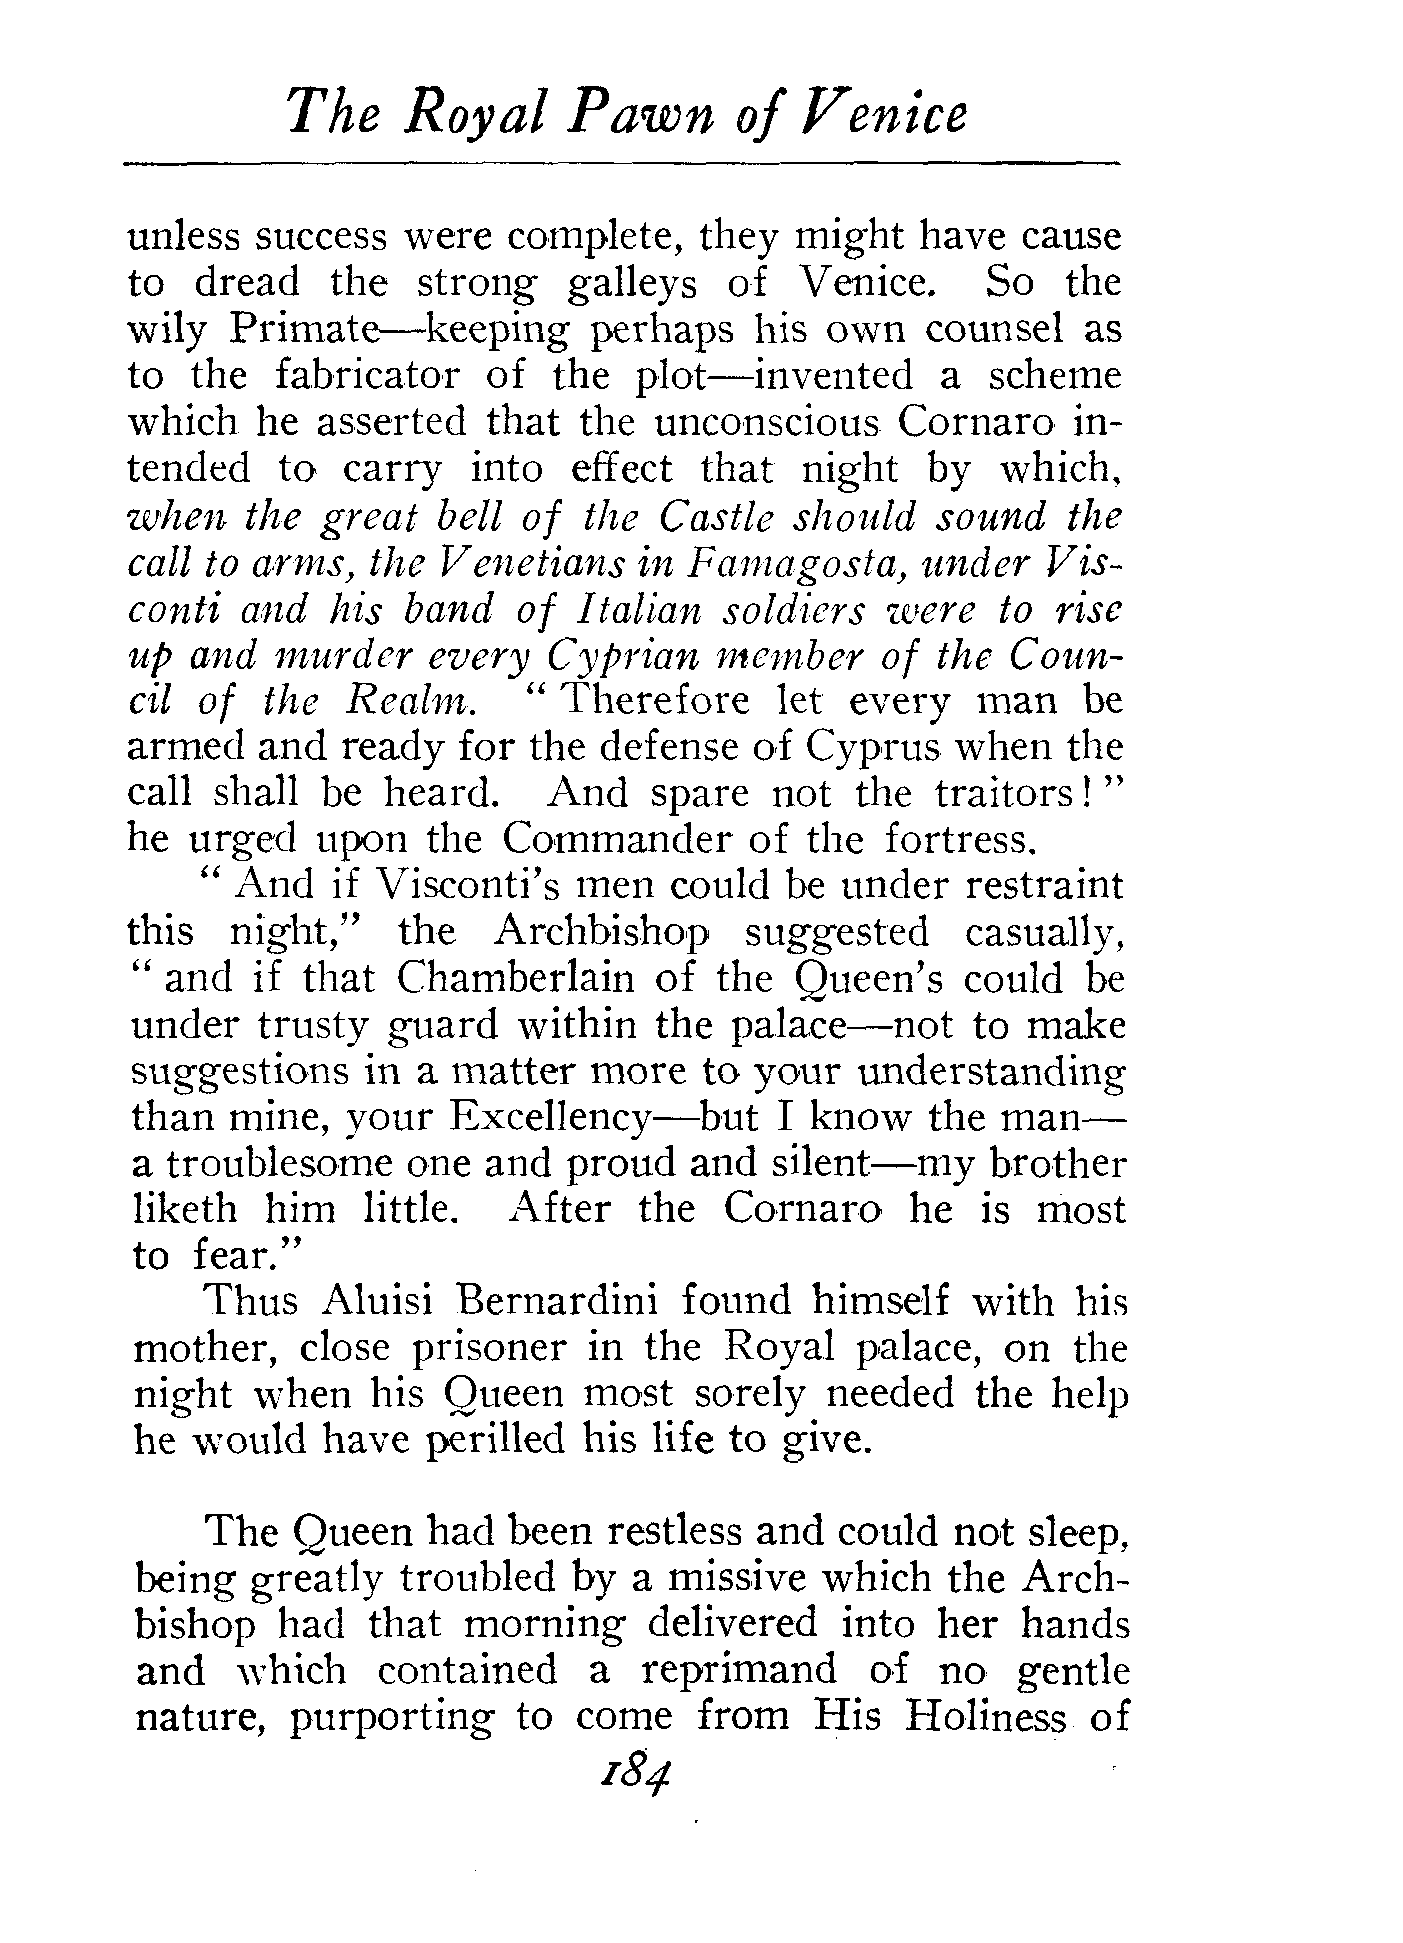 The Royal Pawn of Venice
unless success were complete, they might have cause
to dread the strong galleys of Venice. So the
wily Primate—keeping perhaps his own counsel as
to the fabricator of the plot—invented a scheme
which he asserted that the unconscious Cornaro in-
tended to carry into effect that night by which,
when the great bell of the Castle should sound the
call to arms, the Venetians in Famagosta, under Vis-
conti and his band of Italian soldiers were to rise
up and murder every Cyprian member of the Coun-
cil of the Realm. “ Therefore let every man be
armed and ready for the defense of Cyprus when the
call shall be heard. And spare not the traitors! ”
he urged upon the Commander of the fortress.
“ And if Visconti’s men could be under restraint
this night,” the Archbishop suggested casually,
“ and if that Chamberlain of the Queen’s could be
under trusty guard within the palace—not to make
suggestions in a matter more to your understanding
than mine, your Excellency—but I know the man—
a troublesome one and proud and silent—my brother
liketh him little. After the Cornaro he is most
to fear.”
Thus Aluisi Bernardini found himself with his
mother, close prisoner in the Royal palace, on the
night when his Queen most sorely needed the help
he would have perilled his life to give.
The Queen had been restless and could not sleep,
being greatly troubled by a missive which the Arch-
bishop had that morning delivered into her hands
and which contained a reprimand of no gentle
nature, purporting to come from His Holiness of
184